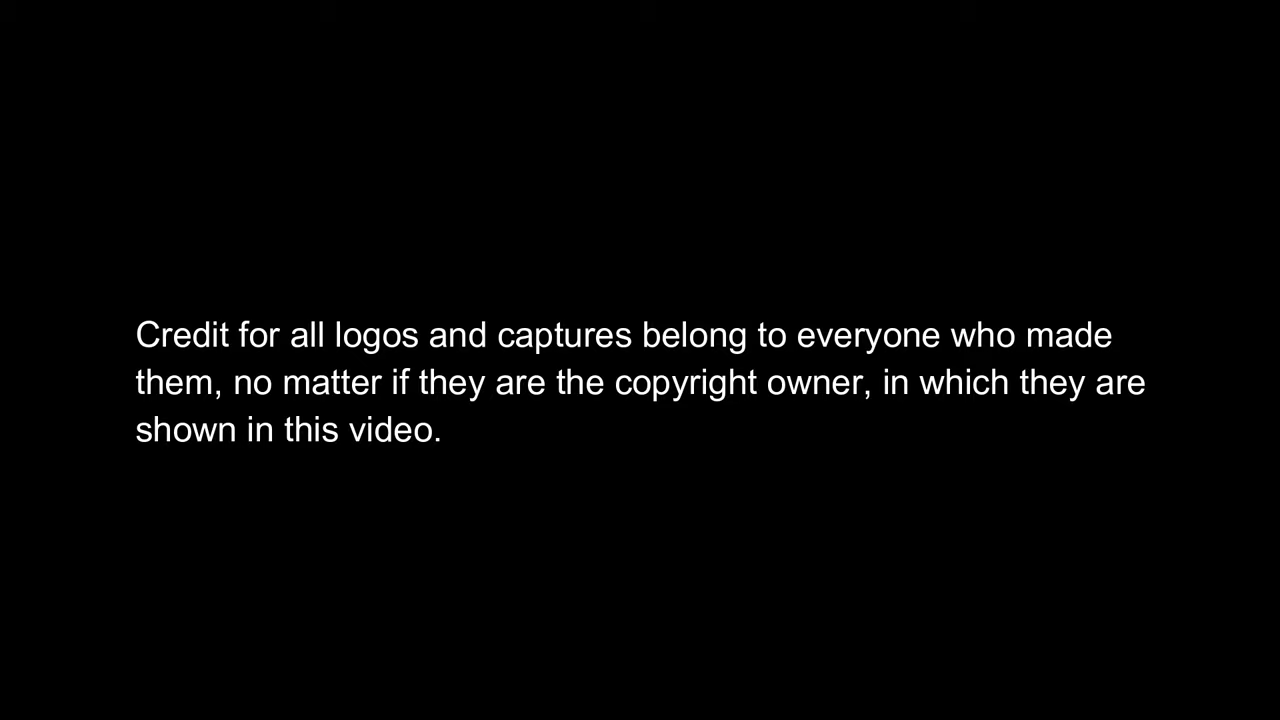 Credit for all logos and captures belong to everyone who made
them, no matter if they are the copyright owner, in which they are
shown in this video.